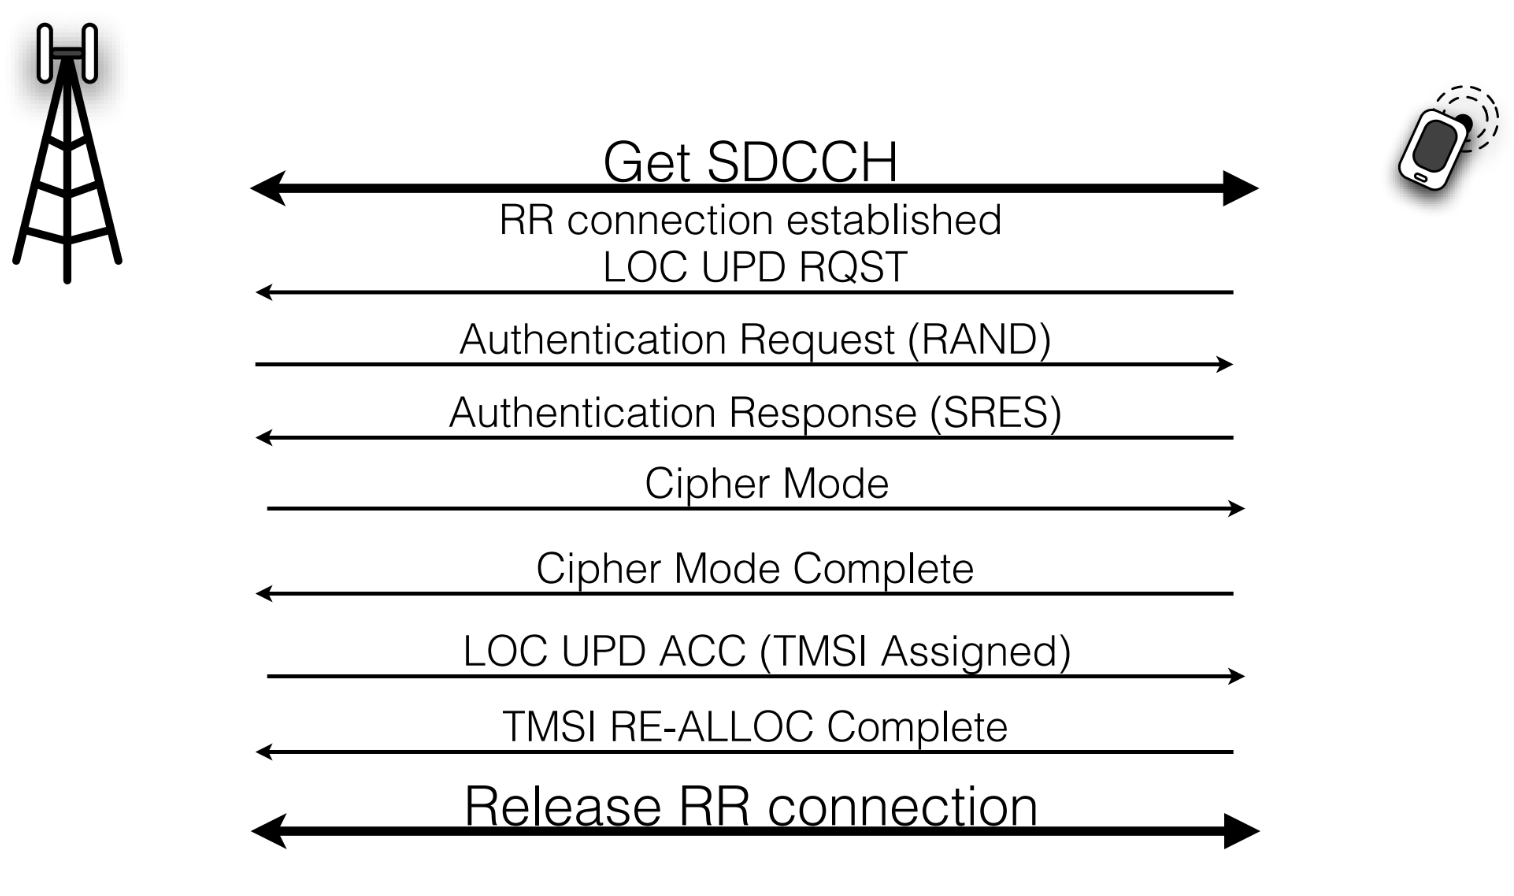 Get SDCCH
RR connection established
LOC UPD RQST
Authentication Request (RAND)
Authentication Response (SRES)
Cipher Mode
Cipher Mode Complete
LOC UPD ACC (TMSI Assigned)
TMSI RE-ALLOC Complete
Release RR connection